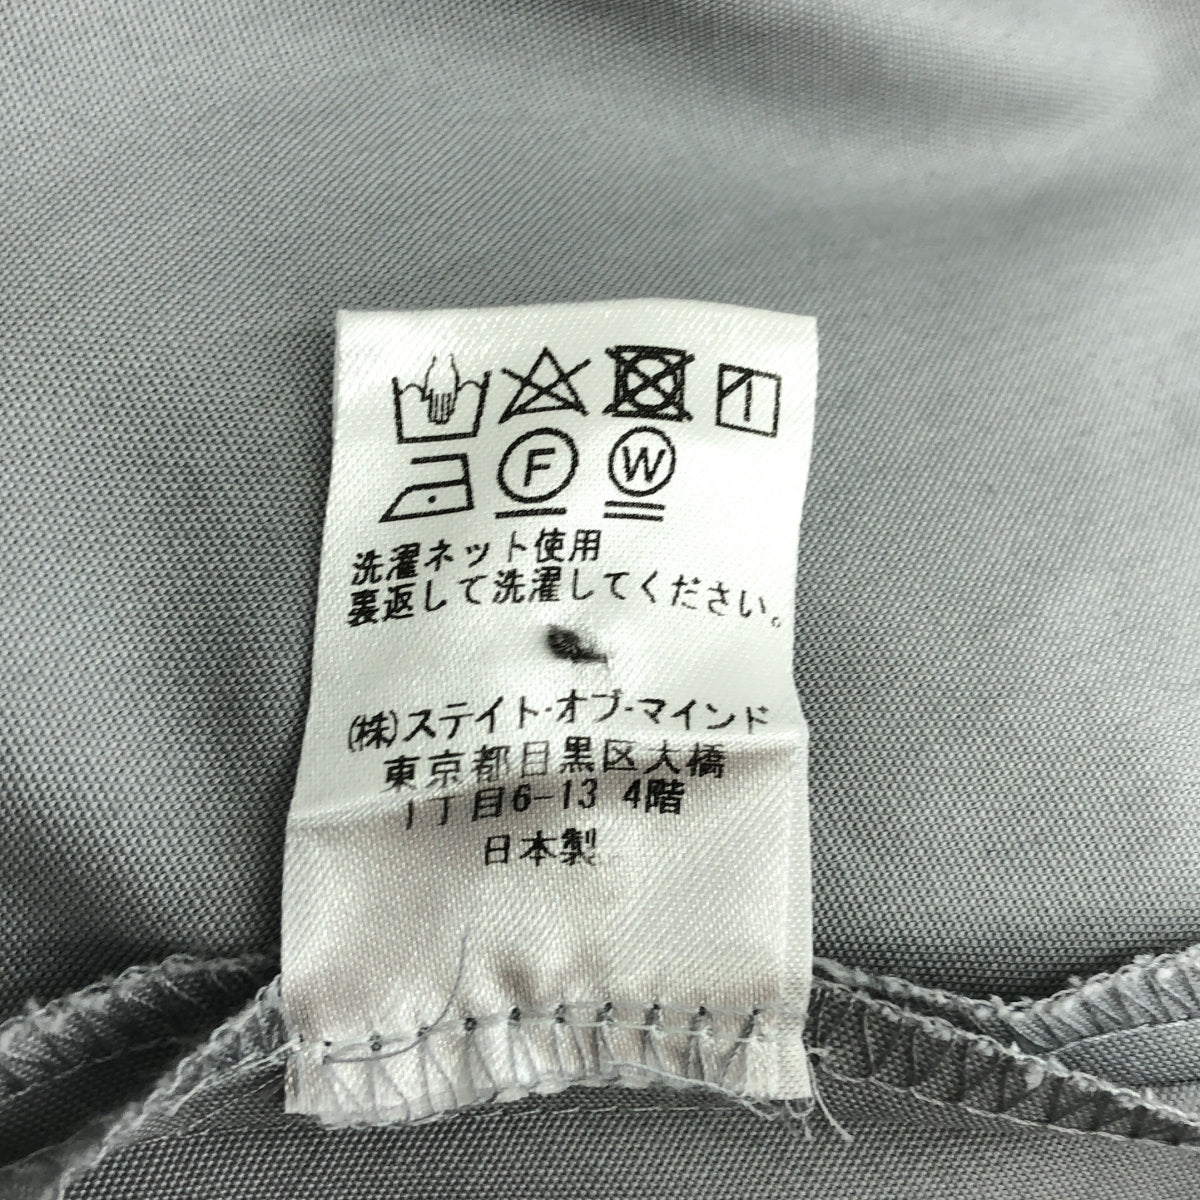 F W
洗濯ネット使用
裏返して洗濯してください。
(株)ステイト・オブ・マインド
東京都目黒区大橋
1丁目6-13 4階
日本製